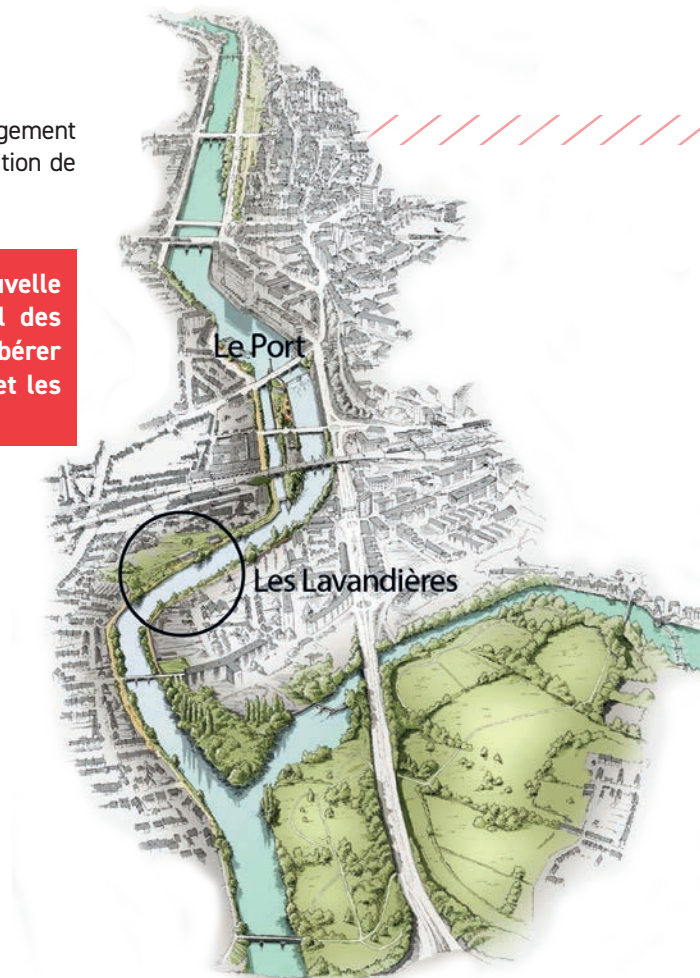 gement
tion de
uvelle
l des
bérer
et les
Le Port
Les Lavandières